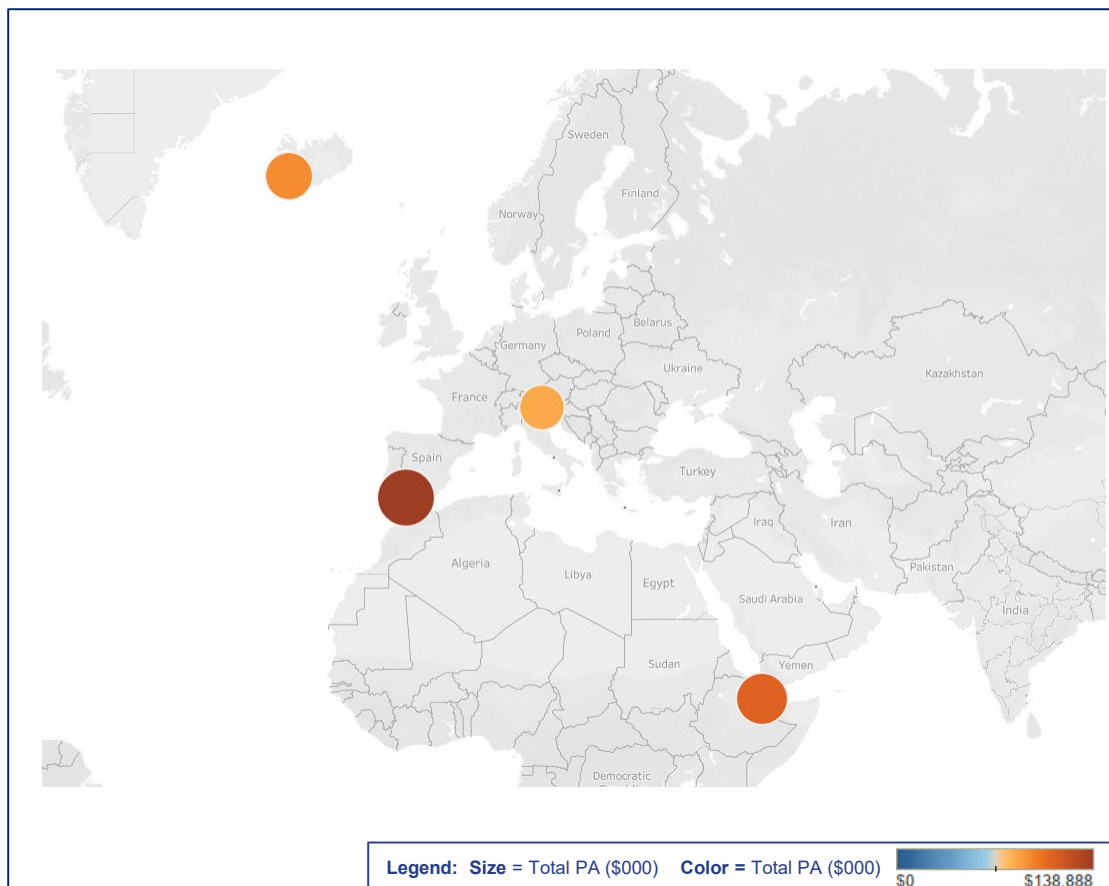 Sweden
Finland
Norway
Belarus
Poland
Germany
Ukraine
Kazakhstan
France
Spain
Turkey
Iraq
Iran
Algeria
Libya
Egypt
Pakistan
Saudi Arabia
India
Sudan
Yemen
Democratic
Legend: Size = Total PA ($000) Color = Total PA ($000)
$0 $138,888